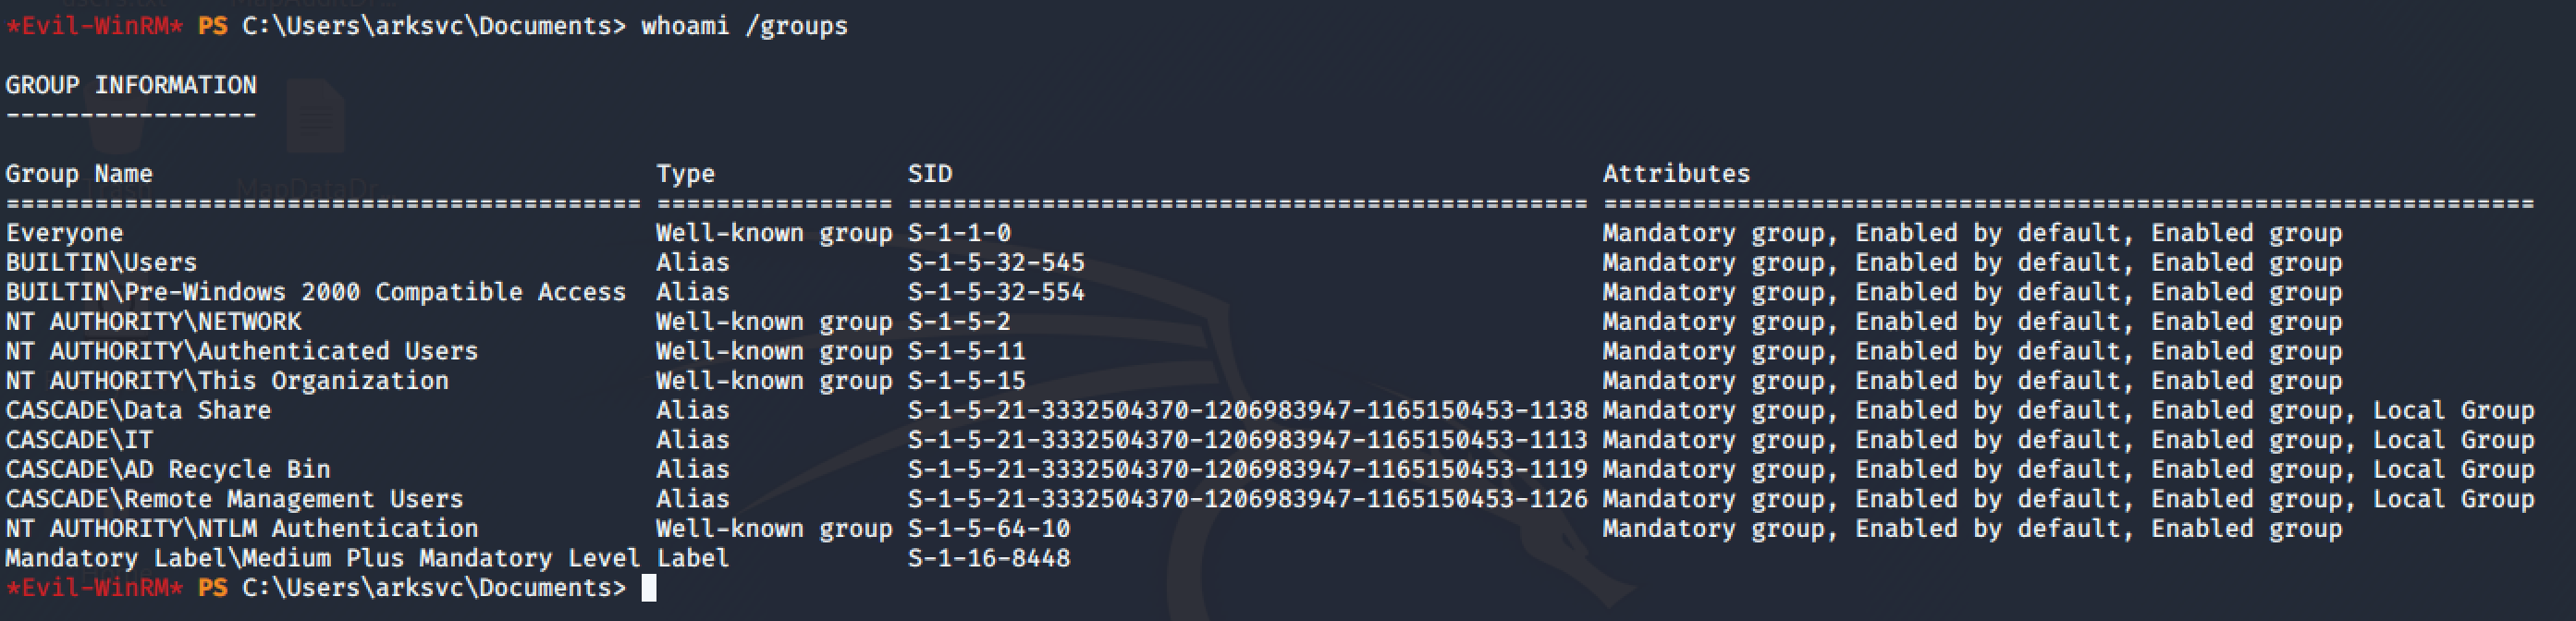 *Evil-WinRM* PS C:\Users\arksvc\Documents> whoami /groups
GROUP INFORMATION
-----------------
Group Name                                  Type             SID                                            Attributes
=========================================== ================ ============================================== ===============================================================
Everyone                                    Well-known group S-1-1-0                                        Mandatory group, Enabled by default, Enabled group
BUILTIN\Users                               Alias            S-1-5-32-545                                   Mandatory group, Enabled by default, Enabled group
BUILTIN\Pre-Windows 2000 Compatible Access  Alias            S-1-5-32-554                                   Mandatory group, Enabled by default, Enabled group
NT AUTHORITY\NETWORK                        Well-known group S-1-5-2                                        Mandatory group, Enabled by default, Enabled group
NT AUTHORITY\Authenticated Users            Well-known group S-1-5-11                                       Mandatory group, Enabled by default, Enabled group
NT AUTHORITY\This Organization              Well-known group S-1-5-15                                       Mandatory group, Enabled by default, Enabled group
CASCADE\Data Share                          Alias            S-1-5-21-3332504370-1206983947-1165150453-1138 Mandatory group, Enabled by default, Enabled group, Local Group
CASCADE\IT                                  Alias            S-1-5-21-3332504370-1206983947-1165150453-1113 Mandatory group, Enabled by default, Enabled group, Local Group
CASCADE\AD Recycle Bin                      Alias            S-1-5-21-3332504370-1206983947-1165150453-1119 Mandatory group, Enabled by default, Enabled group, Local Group
CASCADE\Remote Management Users             Alias            S-1-5-21-3332504370-1206983947-1165150453-1126 Mandatory group, Enabled by default, Enabled group, Local Group
NT AUTHORITY\NTLM Authentication            Well-known group S-1-5-64-10                                    Mandatory group, Enabled by default, Enabled group
Mandatory Label\Medium Plus Mandatory Level Label            S-1-16-8448
*Evil-WinRM* PS C:\Users\arksvc\Documents>